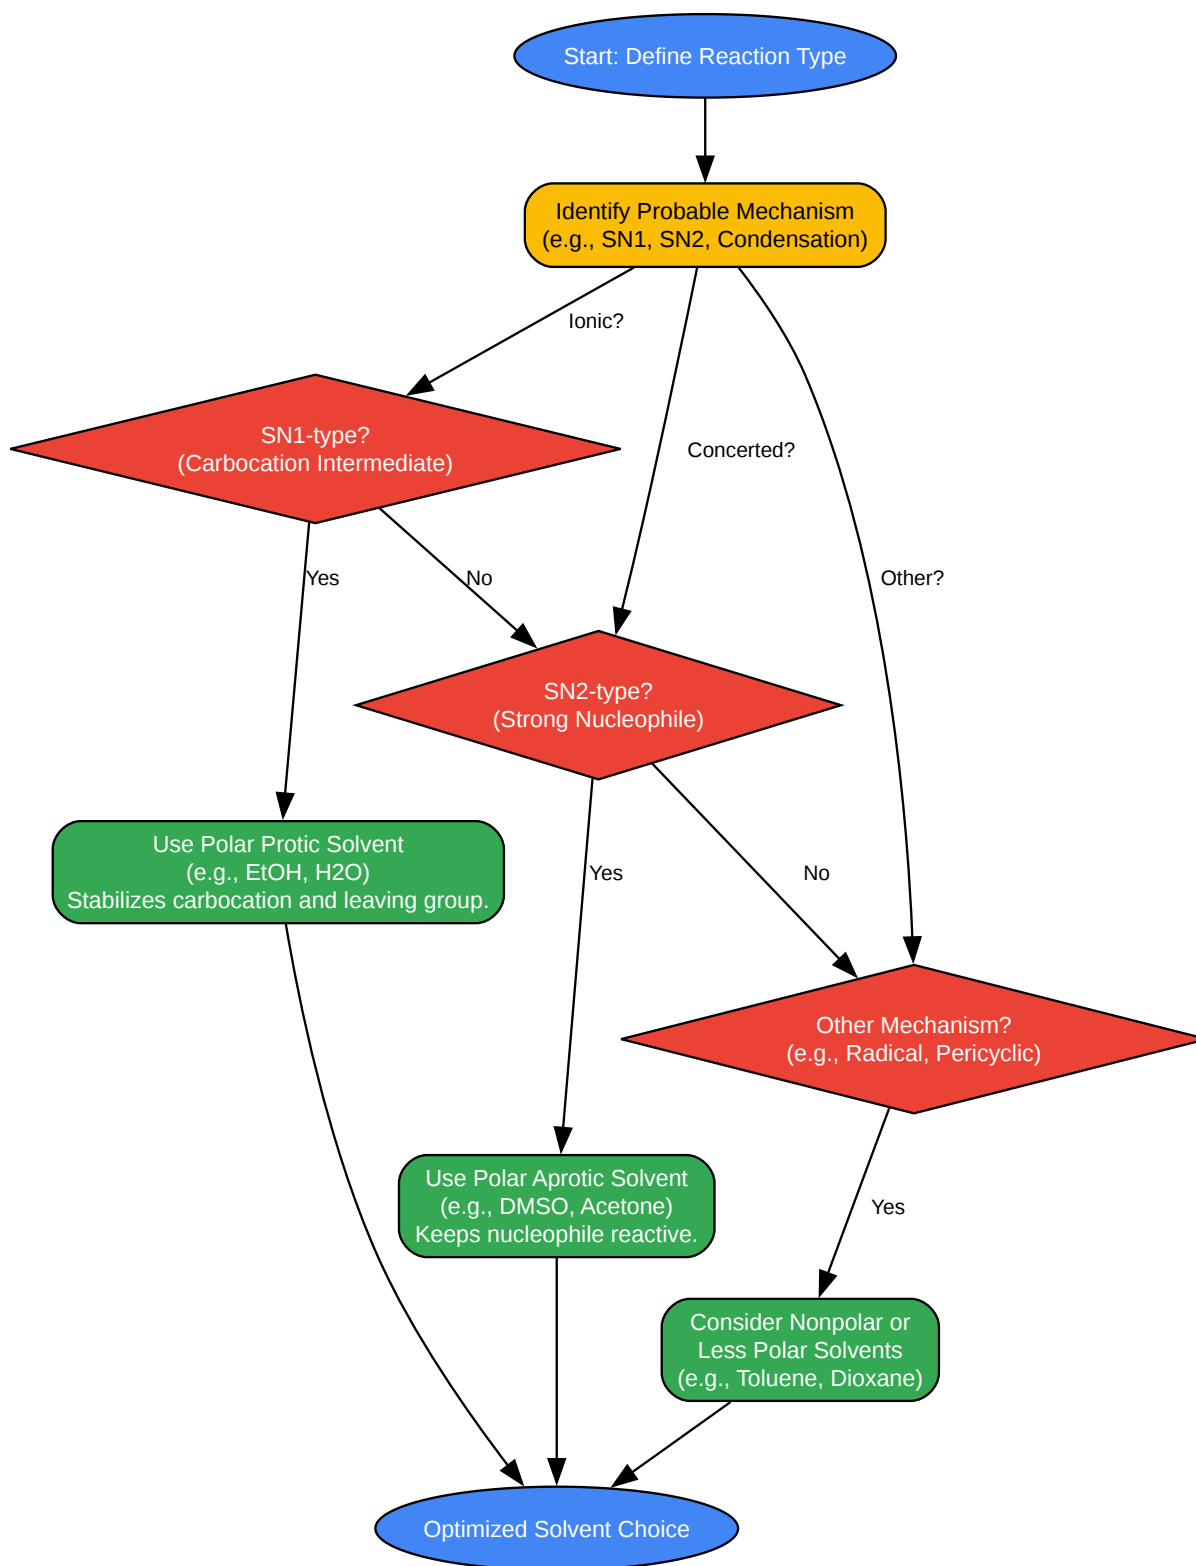 Start: Define Reaction Type
Identify Probable Mechanism
(e.g., SN1, SN2, Condensation)
Ionic?
SN1-type?
(Carbocation Intermediate)
Concerted?
Yes
No
Other?
SN2-type?
(Strong Nucleophile)
Use Polar Protic Solvent
(e.g., EtOH, H2O)
Stabilizes carbocation and leaving group.
Yes
No
Other Mechanism?
(e.g., Radical, Pericyclic)
Use Polar Aprotic Solvent
(e.g., DMSO, Acetone)
Keeps nucleophile reactive.
Yes
Consider Nonpolar or
Less Polar Solvents
(e.g., Toluene, Dioxane)
Optimized Solvent Choice